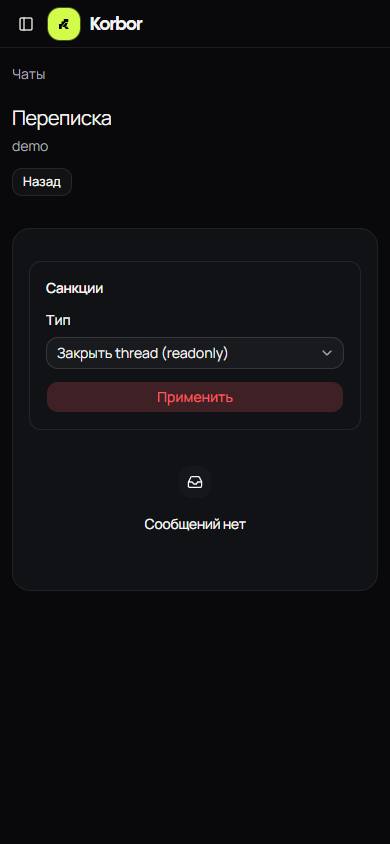 Korbor
Чаты
Переписка
demo
Назад
Санкции
Тип
Закрыть thread (readonly)
Применить
Сообщений нет